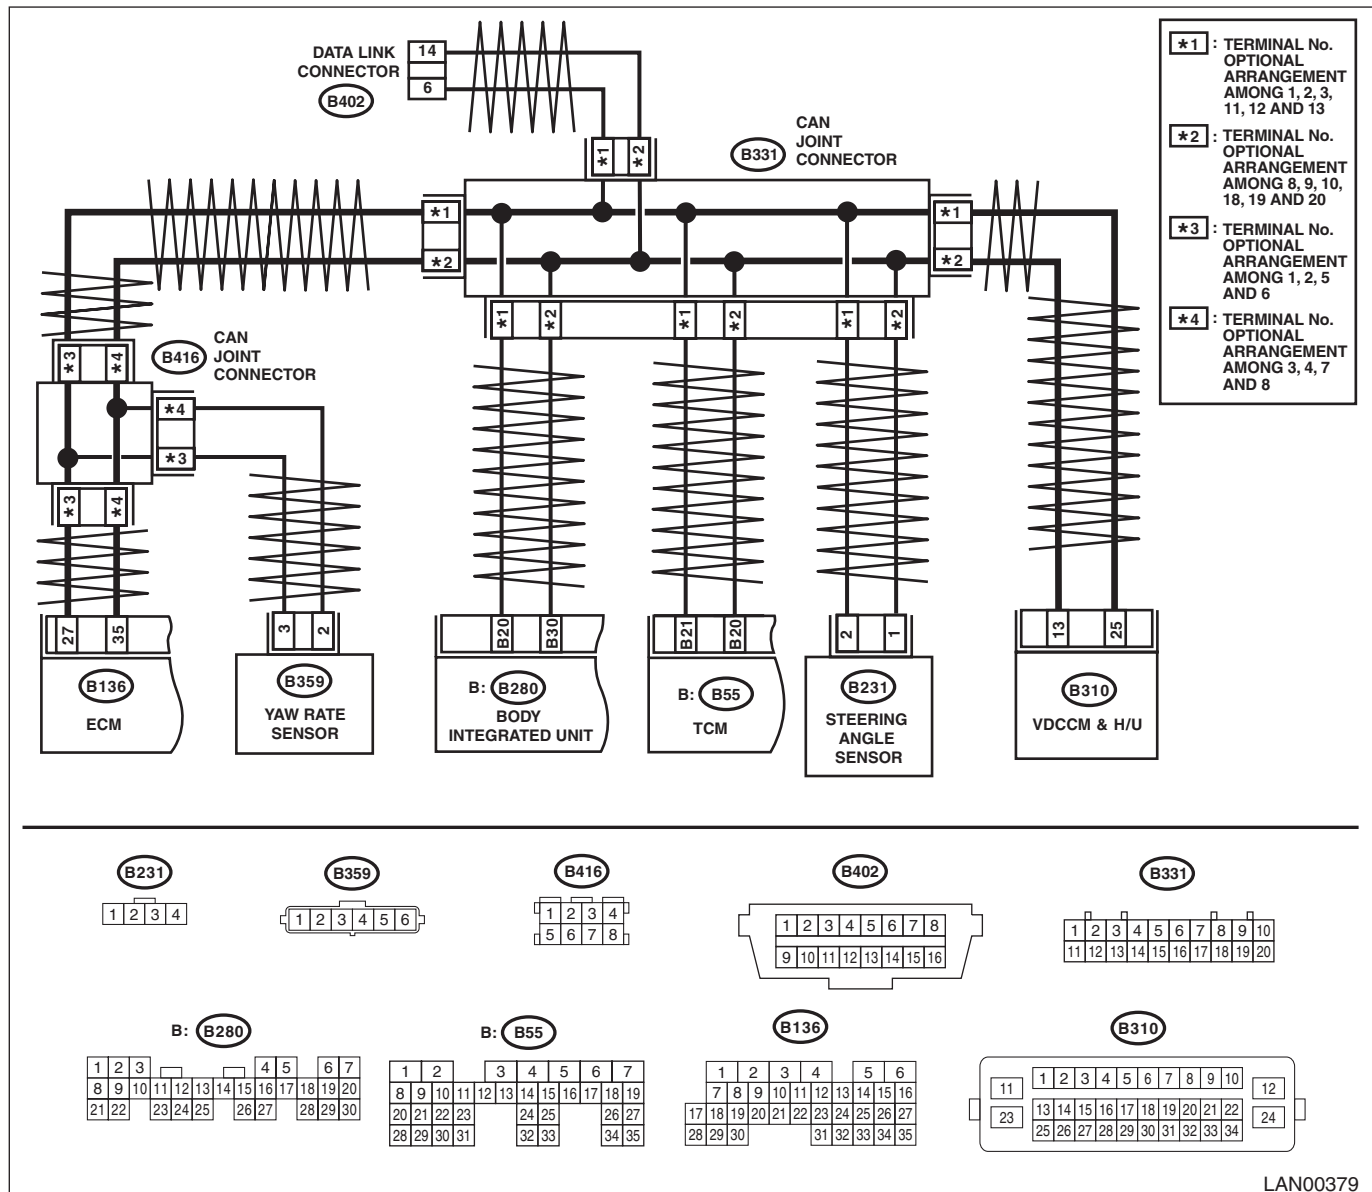 DATA LINK
CONNECTOR
B402
14
6
*1 *2
B331
CAN
JOINT
CONNECTOR
*1
*2
*1
*2
*1 *2 *1 *2 *1 *2
*3 *4
B416
CAN
JOINT
CONNECTOR
*4
*3
*3 *4
27 35
B136
ECM
3 2
B359
YAW RATE
SENSOR
B20 B30
B: B280
BODY
INTEGRATED UNIT
B21 B20
B: B55
TCM
2 1
B231
STEERING
ANGLE
SENSOR
13 25
B310
VDCCM & H/U
*1 : TERMINAL No.
OPTIONAL
ARRANGEMENT
AMONG 1, 2, 3,
11, 12 AND 13
*2 : TERMINAL No.
OPTIONAL
ARRANGEMENT
AMONG 8, 9, 10,
18, 19 AND 20
*3 : TERMINAL No.
OPTIONAL
ARRANGEMENT
AMONG 1, 2, 5
AND 6
*4 : TERMINAL No.
OPTIONAL
ARRANGEMENT
AMONG 3, 4, 7
AND 8
B231
1 2 3 4
B359
1 2 3 4 5 6
B416
1 2 3 4
5 6 7 8
B402
1 2 3 4 5 6 7 8
9 10 11 12 13 14 15 16
B331
1 2 3 4 5 6 7 8 9 10
11 12 13 14 15 16 17 18 19 20
B: B280
1 2 3 4 5 6 7
8 9 10 11 12 13 14 15 16 17 18 19 20
21 22 23 24 25 26 27 28 29 30
B: B55
1 2 3 4 5 6 7
8 9 10 11 12 13 14 15 16 17 18 19
20 21 22 23 24 25 26 27
28 29 30 31 32 33 34 35
B136
1 2 3 4 5 6
7 8 9 10 11 12 13 14 15 16
17 18 19 20 21 22 23 24 25 26 27
28 29 30 31 32 33 34 35
B310
11 1 2 3 4 5 6 7 8 9 10 12
23 13 14 15 16 17 18 19 20 21 22 24
25 26 27 28 29 30 31 32 33 34
LAN00379